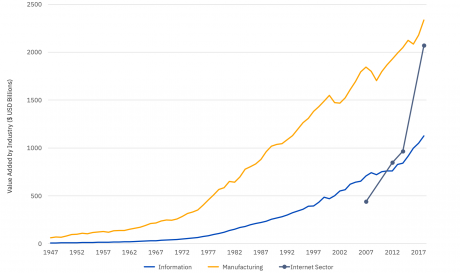 Value Added by Industry ($ USD Billions)
2500
2000
1500
1000
500
0
1947 1952 1957 1962 1967 1972 1977 1982 1987 1992 1997 2002 2007 2012 2017
Information Manufacturing Internet Sector